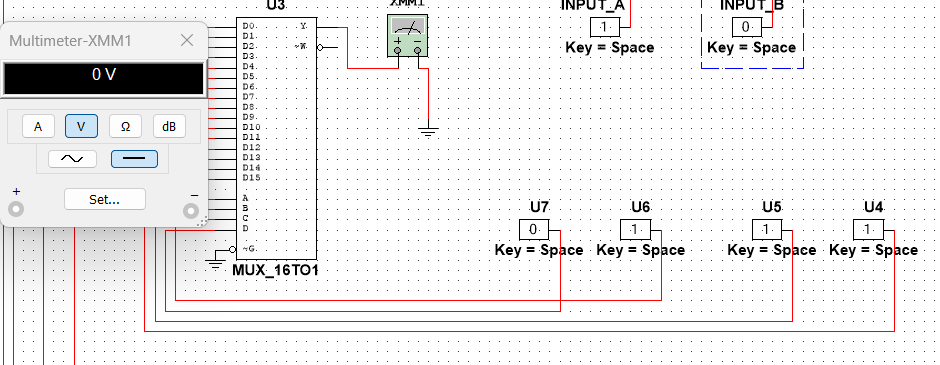 U3
XMM1
INPUT_A
INPUT_B
Multimeter-XMM1
0 V
A
V
Ω
dB
+
−
Set...
D0
D1
D2
D3
D4
D5
D6
D7
D8
D9
D10
D11
D12
D13
D14
D15
A
B
C
D
~G
Y
~W
MUX_16TO1
+
−
1
Key = Space
0
Key = Space
U7
U6
U5
U4
0
1
1
1
Key = Space
Key = Space
Key = Space
Key = Space